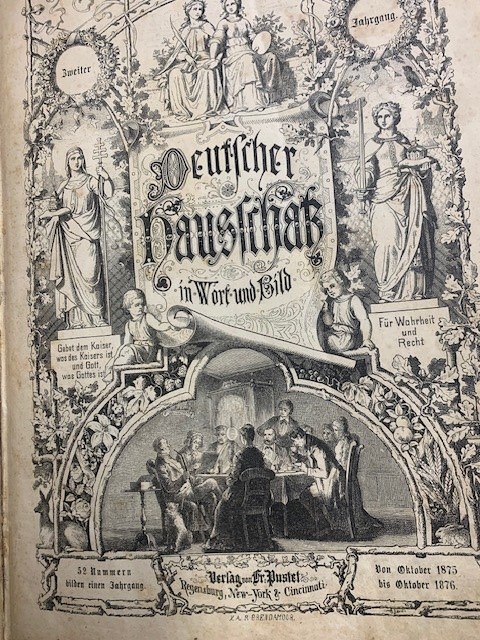 Zweiter
Jahrgang.
Deutscher
Hausschatz
in Wort und Bild
Gebet dem Kaiser,
was des Kaisers ist
und Gott,
was Gottes ist!
Für Wahrheit
und
Recht
52 Nummern
bilden einen Jahrgang.
Verlag von Fr. Pustet
Regensburg, New-York & Cincinnati.
Von Oktober 1875
bis Oktober 1876.
X.A. R. BREND'AMOUR.